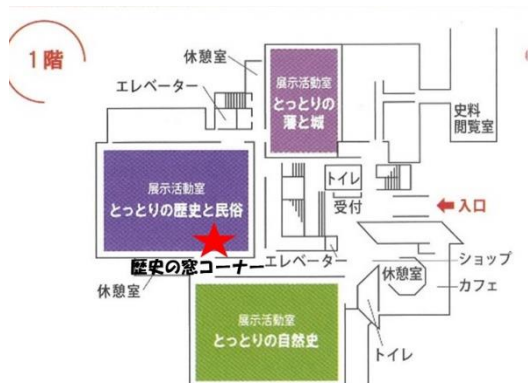 1階
休憩室
エレベーター
展示活動室
とっとりの
藩と城
史料
閲覧室
展示活動室
とっとりの歴史と民俗
トイレ
受付
入口
歴史の窓コーナー
エレベーター
ショップ
休憩室
カフェ
休憩室
展示活動室
とっとりの自然史
トイレ